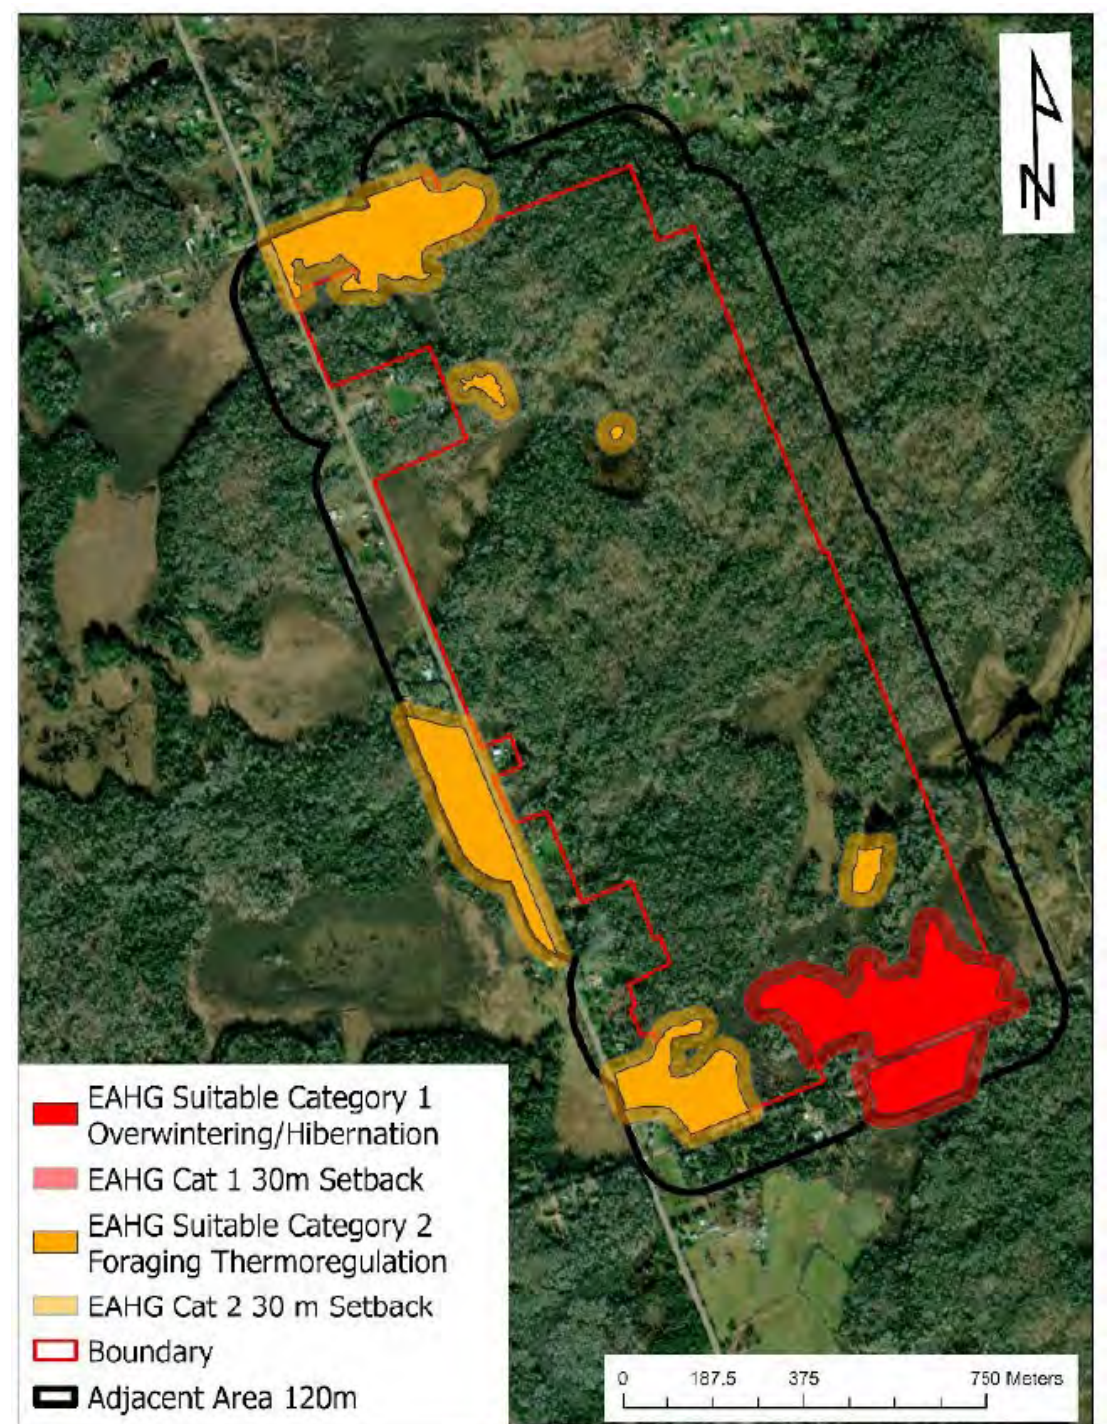 N
EAHG Suitable Category 1
Overwintering/Hibernation
EAHG Cat 1 30m Setback
EAHG Suitable Category 2
Foraging Thermoregulation
EAHG Cat 2 30 m Setback
Boundary
Adjacent Area 120m
0 187.5 375 750 Meters